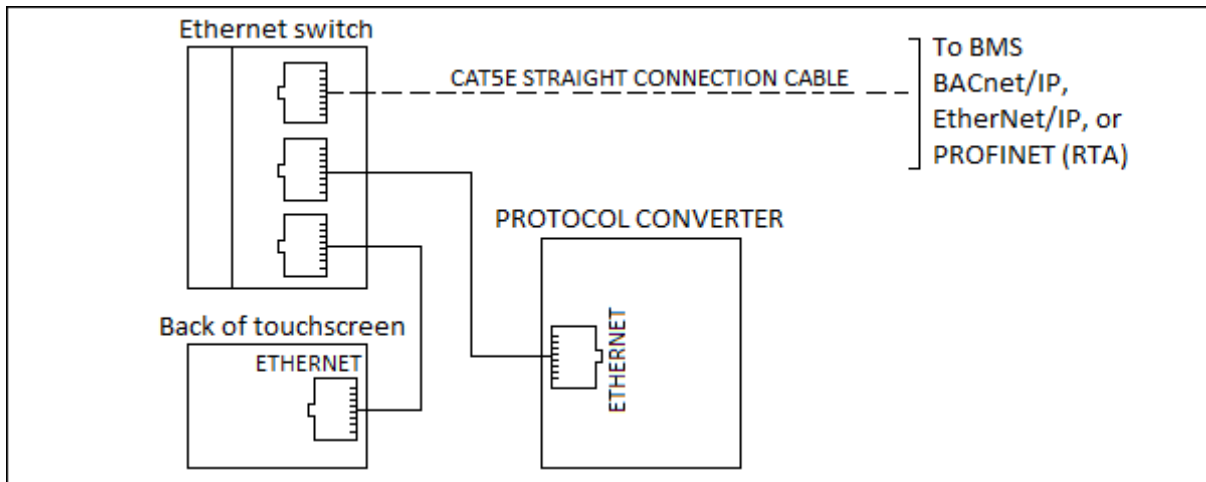 Ethernet switch
CAT5E STRAIGHT CONNECTION CABLE
To BMS
BACnet/IP,
EtherNet/IP, or
PROFINET (RTA)
PROTOCOL CONVERTER
ETHERNET
Back of touchscreen
ETHERNET